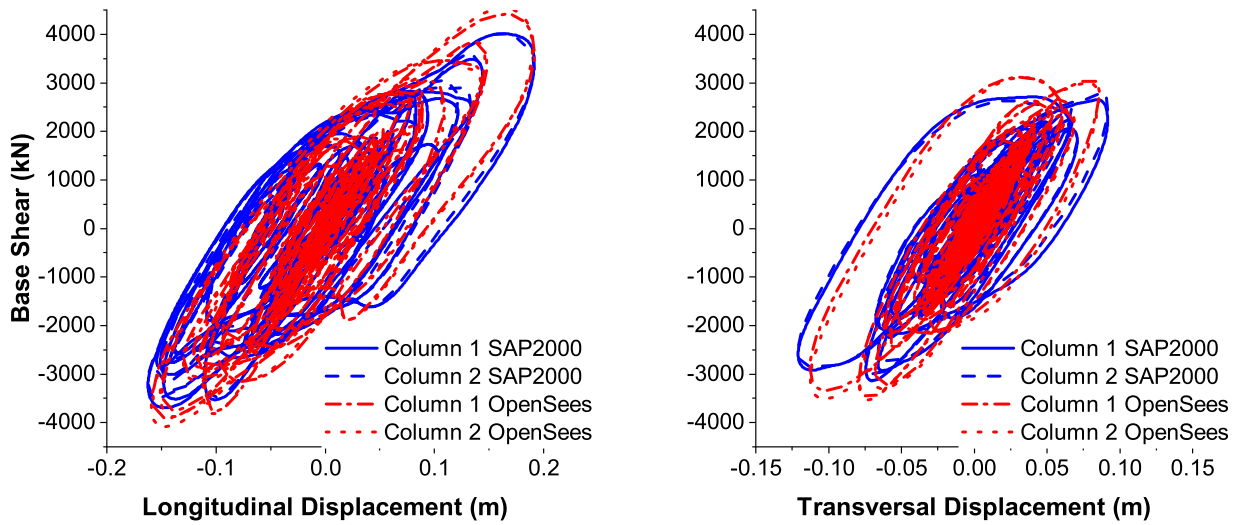 4000
3000
2000
1000
0
-1000
-2000
-3000
-4000
Base Shear (kN)
-0.2
-0.1
0.0
0.1
0.2
Longitudinal Displacement (m)
Column 1 SAP2000
Column 2 SAP2000
Column 1 OpenSees
Column 2 OpenSees
4000
3000
2000
1000
0
-1000
-2000
-3000
-4000
-0.15
-0.10
-0.05
0.00
0.05
0.10
0.15
Transversal Displacement (m)
Column 1 SAP2000
Column 2 SAP2000
Column 1 OpenSees
Column 2 OpenSees